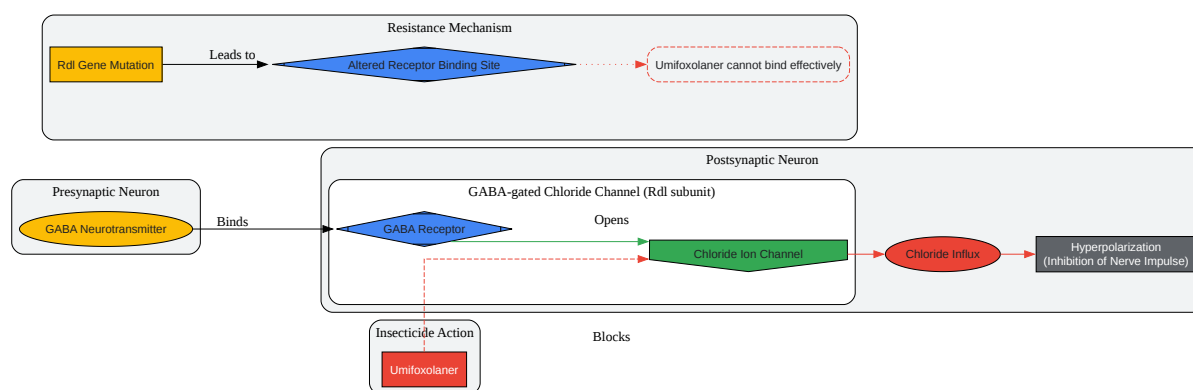 Resistance Mechanism
Rdl Gene Mutation
Leads to
Altered Receptor Binding Site
Umifoxolaner cannot bind effectively
Postsynaptic Neuron
Presynaptic Neuron
GABA-gated Chloride Channel (Rdl subunit)
GABA Neurotransmitter
Binds
GABA Receptor
Opens
Chloride Ion Channel
Chloride Influx
Hyperpolarization
(Inhibition of Nerve Impulse)
Insecticide Action
Blocks
Umifoxolaner